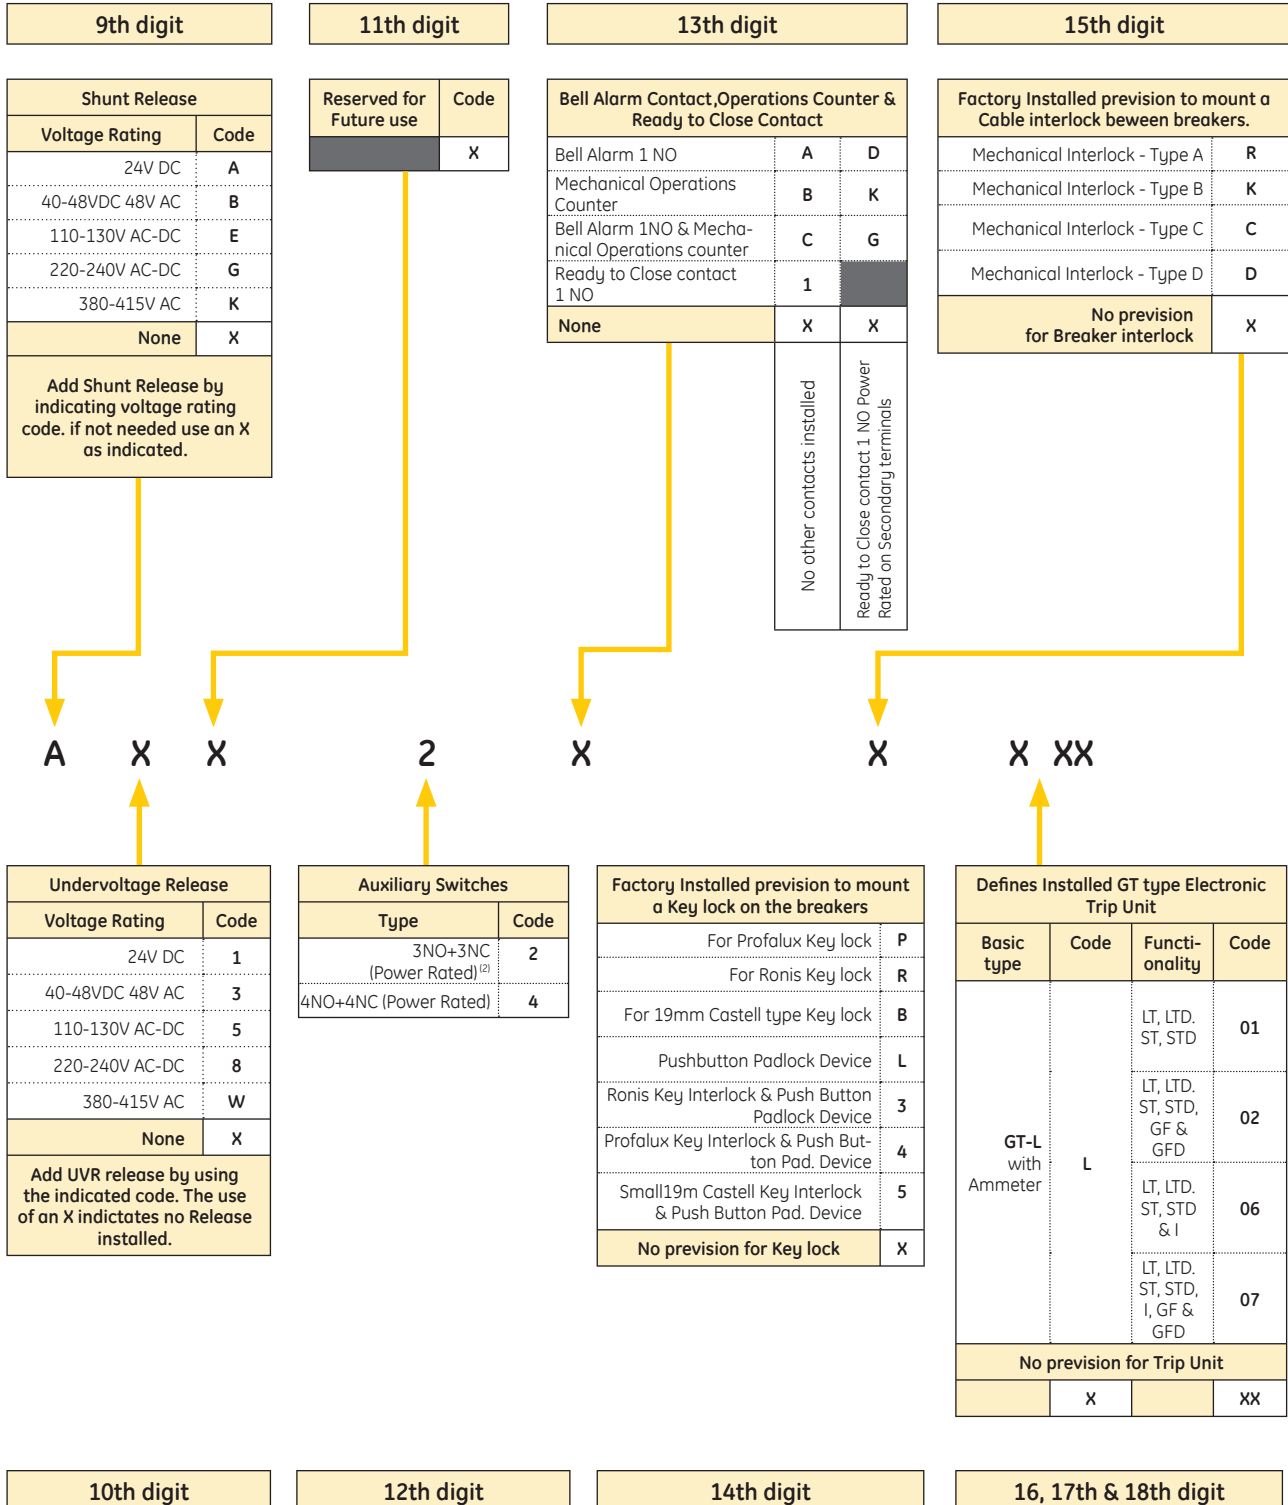 9th digit
11th digit
13th digit
15th digit
Shunt Release
Voltage Rating Code
24V DC A
40-48VDC 48V AC B
110-130V AC-DC E
220-240V AC-DC G
380-415V AC K
None X
Add Shunt Release by
indicating voltage rating
code. if not needed use an X
as indicated.
Reserved for
Future use
Code
X
Bell Alarm Contact,Operations Counter &
Ready to Close Contact
Bell Alarm 1 NO A D
Mechanical Operations
Counter B K
Bell Alarm 1NO & Mecha-
nical Operations counter C G
Ready to Close contact
1 NO 1
None X X
No other contacts installed
Ready to Close contact 1 NO Power
Rated on Secondary terminals
Factory Installed prevision to mount a
Cable interlock beween breakers.
Mechanical Interlock - Type A R
Mechanical Interlock - Type B K
Mechanical Interlock - Type C C
Mechanical Interlock - Type D D
No prevision
for Breaker interlock X
A X X 2 X X X XX
Undervoltage Release
Voltage Rating Code
24V DC 1
40-48VDC 48V AC 3
110-130V AC-DC 5
220-240V AC-DC 8
380-415V AC W
None X
Add UVR release by using
the indicated code. The use
of an X indictates no Release
installed.
Auxiliary Switches
Type Code
3NO+3NC
(Power Rated) (2) 2
4NO+4NC (Power Rated) 4
Factory Installed prevision to mount
a Key lock on the breakers
For Profalux Key lock P
For Ronis Key lock R
For 19mm Castell type Key lock B
Pushbutton Padlock Device L
Ronis Key Interlock & Push Button
Padlock Device 3
Profalux Key Interlock & Push But-
ton Pad. Device 4
Small19m Castell Key Interlock
& Push Button Pad. Device 5
No prevision for Key lock X
Defines Installed GT type Electronic
Trip Unit
Basic
type
Code
Functi-
onality
Code
GT-L
with
Ammeter
L
LT, LTD.
ST, STD
01
LT, LTD.
ST, STD,
GF &
GFD
02
LT, LTD.
ST, STD
& I
06
LT, LTD.
ST, STD,
I, GF &
GFD
07
No prevision for Trip Unit
X XX
10th digit
12th digit
14th digit
16, 17th & 18th digit